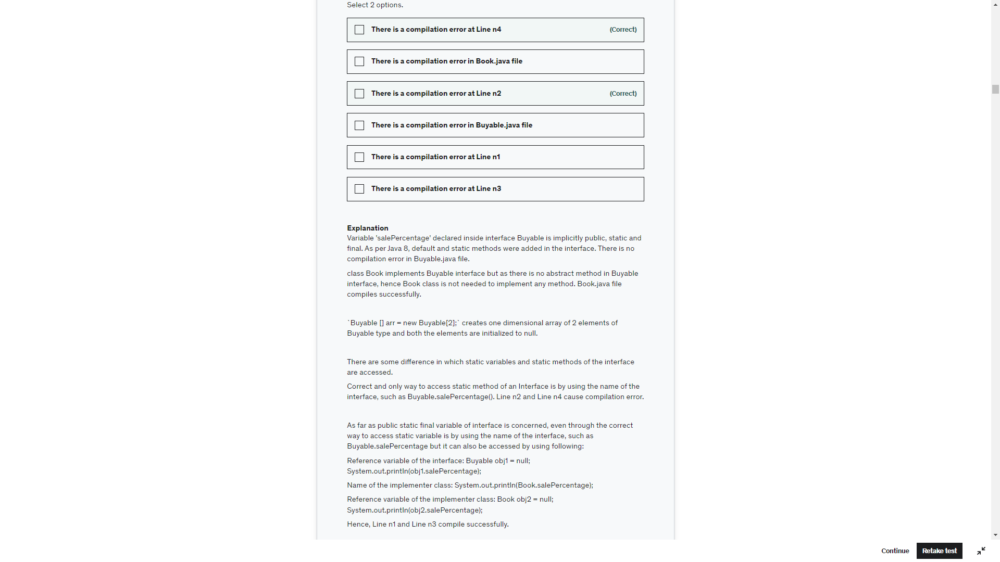 Select 2 options.
There is a compilation error at Line n4 (Correct)
There is a compilation error in Book.java file
There is a compilation error at Line n2 (Correct)
There is a compilation error in Buyable.java file
There is a compilation error at Line n1
There is a compilation error at Line n3
Explanation
Variable 'salePercentage' declared inside interface Buyable is implicitly public, static and
final. As per Java 8, default and static methods were added in the interface. There is no
compilation error in Buyable.java file.
class Book implements Buyable interface but as there is no abstract method in Buyable
interface, hence Book class is not needed to implement any method. Book.java file
compiles successfully.
`Buyable [] arr = new Buyable[2];` creates one dimensional array of 2 elements of
Buyable type and both the elements are initialized to null.
There are some difference in which static variables and static methods of the interface
are accessed.
Correct and only way to access static method of an Interface is by using the name of the
interface, such as Buyable.salePercentage(). Line n2 and Line n4 cause compilation error.
As far as public static final variable of interface is concerned, even through the correct
way to access static variable is by using the name of the interface, such as
Buyable.salePercentage but it can also be accessed by using following:
Reference variable of the interface: Buyable obj1 = null;
System.out.println(obj1.salePercentage);
Name of the implementer class: System.out.println(Book.salePercentage);
Reference variable of the implementer class: Book obj2 = null;
System.out.println(obj2.salePercentage);
Hence, Line n1 and Line n3 compile successfully.
Continue
Retake test